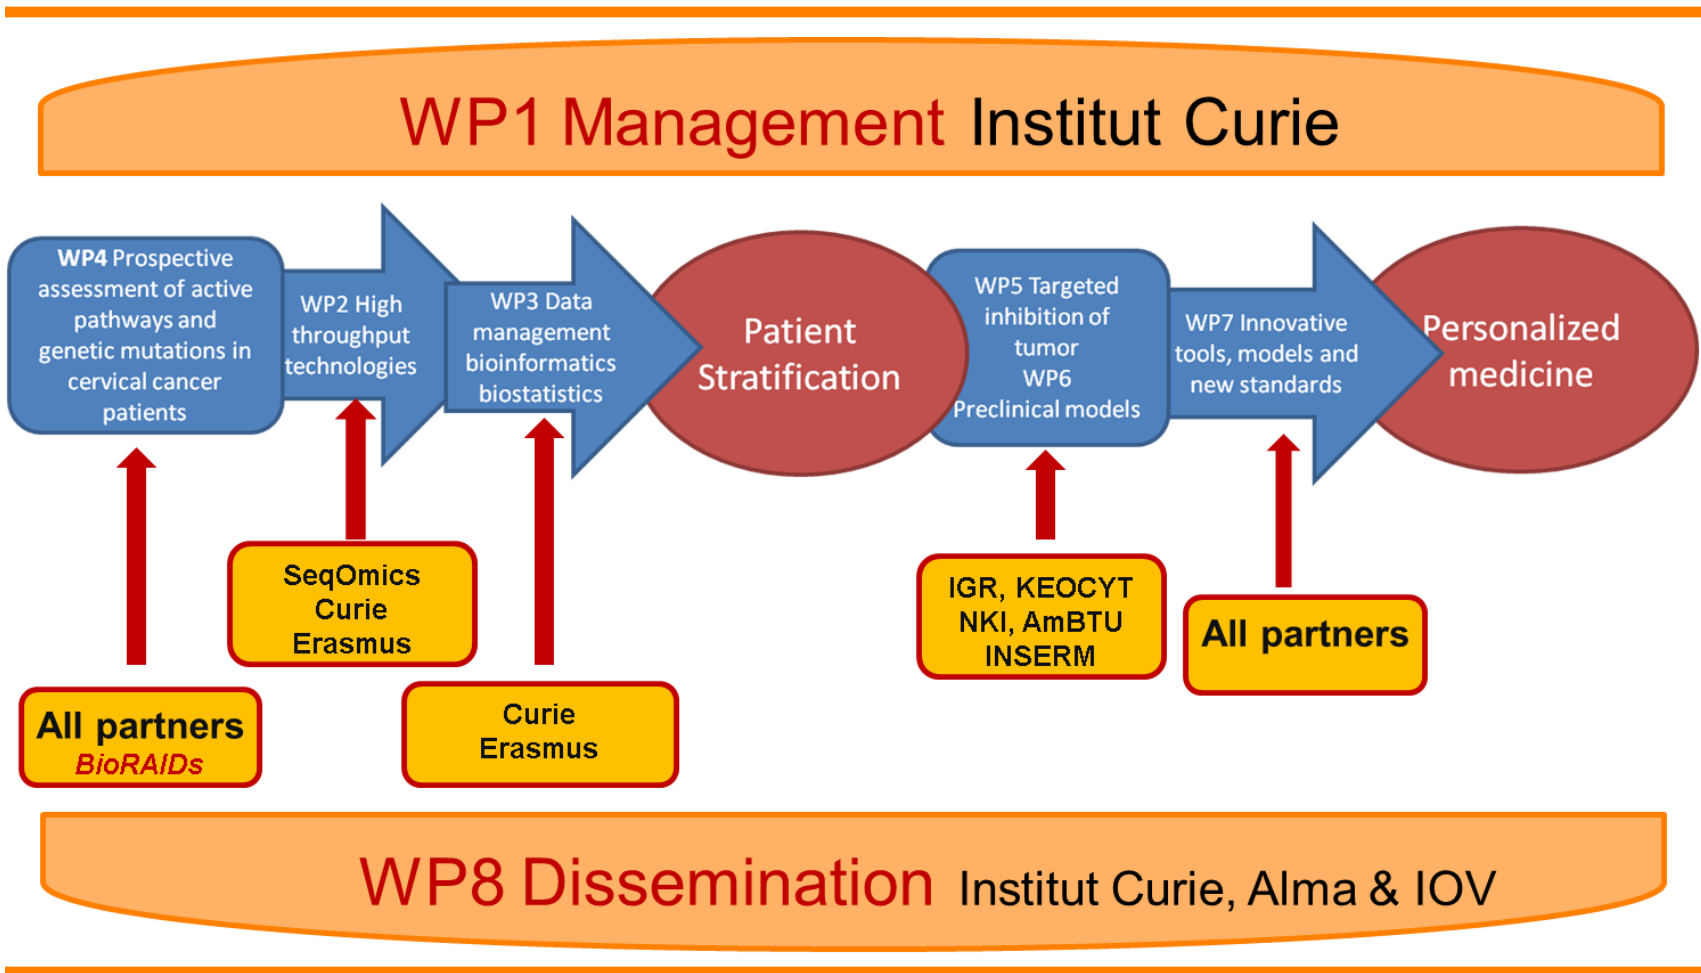 WP1 Management Institut Curie
WP4 Prospective
assessment of active
pathways and
genetic mutations in
cervical cancer
patients
WP2 High
throughput
technologies
WP3 Data
management
bioinformatics
biostatistics
Patient
Stratification
WP5 Targeted
inhibition of
tumor
WP6
Preclinical models
WP7 Innovative
tools, models and
new standards
Personalized
medicine
SeqOmics
Curie
Erasmus
IGR, KEOCYT
NKI, AmBTU
INSERM
All partners
All partners
BioRAIDs
Curie
Erasmus
WP8 Dissemination Institut Curie, Alma & IOV